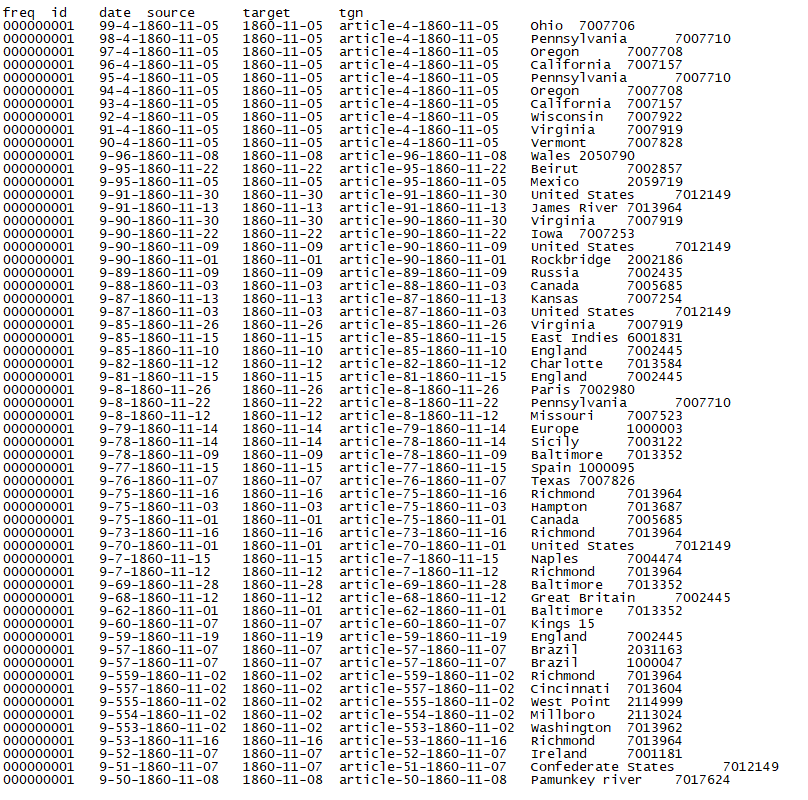 freq id date source target tgn
000000001 99-4-1860-11-05 1860-11-05 article-4-1860-11-05 Ohio 7007706
000000001 98-4-1860-11-05 1860-11-05 article-4-1860-11-05 Pennsylvania 7007710
000000001 97-4-1860-11-05 1860-11-05 article-4-1860-11-05 Oregon 7007708
000000001 96-4-1860-11-05 1860-11-05 article-4-1860-11-05 California 7007157
000000001 95-4-1860-11-05 1860-11-05 article-4-1860-11-05 Pennsylvania 7007710
000000001 94-4-1860-11-05 1860-11-05 article-4-1860-11-05 Oregon 7007708
000000001 93-4-1860-11-05 1860-11-05 article-4-1860-11-05 California 7007157
000000001 92-4-1860-11-05 1860-11-05 article-4-1860-11-05 Wisconsin 7007922
000000001 91-4-1860-11-05 1860-11-05 article-4-1860-11-05 Virginia 7007919
000000001 90-4-1860-11-05 1860-11-05 article-4-1860-11-05 Vermont 7007828
000000001 9-96-1860-11-08 1860-11-08 article-96-1860-11-08 Wales 2050790
000000001 9-95-1860-11-22 1860-11-22 article-95-1860-11-22 Beirut 7002857
000000001 9-95-1860-11-05 1860-11-05 article-95-1860-11-05 Mexico 2059719
000000001 9-91-1860-11-30 1860-11-30 article-91-1860-11-30 United States 7012149
000000001 9-91-1860-11-13 1860-11-13 article-91-1860-11-13 James River 7013964
000000001 9-90-1860-11-30 1860-11-30 article-90-1860-11-30 Virginia 7007919
000000001 9-90-1860-11-22 1860-11-22 article-90-1860-11-22 Iowa 7007253
000000001 9-90-1860-11-09 1860-11-09 article-90-1860-11-09 United States 7012149
000000001 9-90-1860-11-01 1860-11-01 article-90-1860-11-01 Rockbridge 2002186
000000001 9-89-1860-11-09 1860-11-09 article-89-1860-11-09 Russia 7002435
000000001 9-88-1860-11-03 1860-11-03 article-88-1860-11-03 Canada 7005685
000000001 9-87-1860-11-13 1860-11-13 article-87-1860-11-13 Kansas 7007254
000000001 9-87-1860-11-03 1860-11-03 article-87-1860-11-03 United States 7012149
000000001 9-85-1860-11-26 1860-11-26 article-85-1860-11-26 Virginia 7007919
000000001 9-85-1860-11-15 1860-11-15 article-85-1860-11-15 East Indies 6001831
000000001 9-85-1860-11-10 1860-11-10 article-85-1860-11-10 England 7002445
000000001 9-82-1860-11-12 1860-11-12 article-82-1860-11-12 Charlotte 7013584
000000001 9-81-1860-11-15 1860-11-15 article-81-1860-11-15 England 7002445
000000001 9-8-1860-11-26 1860-11-26 article-8-1860-11-26 Paris 7002980
000000001 9-8-1860-11-22 1860-11-22 article-8-1860-11-22 Pennsylvania 7007710
000000001 9-8-1860-11-12 1860-11-12 article-8-1860-11-12 Missouri 7007523
000000001 9-79-1860-11-14 1860-11-14 article-79-1860-11-14 Europe 1000003
000000001 9-78-1860-11-14 1860-11-14 article-78-1860-11-14 Sicily 7003122
000000001 9-78-1860-11-09 1860-11-09 article-78-1860-11-09 Baltimore 7013352
000000001 9-77-1860-11-15 1860-11-15 article-77-1860-11-15 Spain 1000095
000000001 9-76-1860-11-07 1860-11-07 article-76-1860-11-07 Texas 7007826
000000001 9-75-1860-11-16 1860-11-16 article-75-1860-11-16 Richmond 7013964
000000001 9-75-1860-11-03 1860-11-03 article-75-1860-11-03 Hampton 7013687
000000001 9-75-1860-11-01 1860-11-01 article-75-1860-11-01 Canada 7005685
000000001 9-73-1860-11-16 1860-11-16 article-73-1860-11-16 Richmond 7013964
000000001 9-70-1860-11-01 1860-11-01 article-70-1860-11-01 United States 7012149
000000001 9-7-1860-11-15 1860-11-15 article-7-1860-11-15 Naples 7004474
000000001 9-7-1860-11-12 1860-11-12 article-7-1860-11-12 Richmond 7013964
000000001 9-69-1860-11-28 1860-11-28 article-69-1860-11-28 Baltimore 7013352
000000001 9-68-1860-11-12 1860-11-12 article-68-1860-11-12 Great Britain 7002445
000000001 9-62-1860-11-01 1860-11-01 article-62-1860-11-01 Baltimore 7013352
000000001 9-60-1860-11-07 1860-11-07 article-60-1860-11-07 Kings 15
000000001 9-59-1860-11-19 1860-11-19 article-59-1860-11-19 England 7002445
000000001 9-57-1860-11-07 1860-11-07 article-57-1860-11-07 Brazil 2031163
000000001 9-57-1860-11-07 1860-11-07 article-57-1860-11-07 Brazil 1000047
000000001 9-559-1860-11-02 1860-11-02 article-559-1860-11-02 Richmond 7013964
000000001 9-557-1860-11-02 1860-11-02 article-557-1860-11-02 Cincinnati 7013604
000000001 9-555-1860-11-02 1860-11-02 article-555-1860-11-02 West Point 2114999
000000001 9-554-1860-11-02 1860-11-02 article-554-1860-11-02 Millboro 2113024
000000001 9-553-1860-11-02 1860-11-02 article-553-1860-11-02 Washington 7013962
000000001 9-53-1860-11-16 1860-11-16 article-53-1860-11-16 Richmond 7013964
000000001 9-52-1860-11-07 1860-11-07 article-52-1860-11-07 Ireland 7001181
000000001 9-51-1860-11-07 1860-11-07 article-51-1860-11-07 Confederate States 7012149
000000001 9-50-1860-11-08 1860-11-08 article-50-1860-11-08 Pamunkey river 7017624